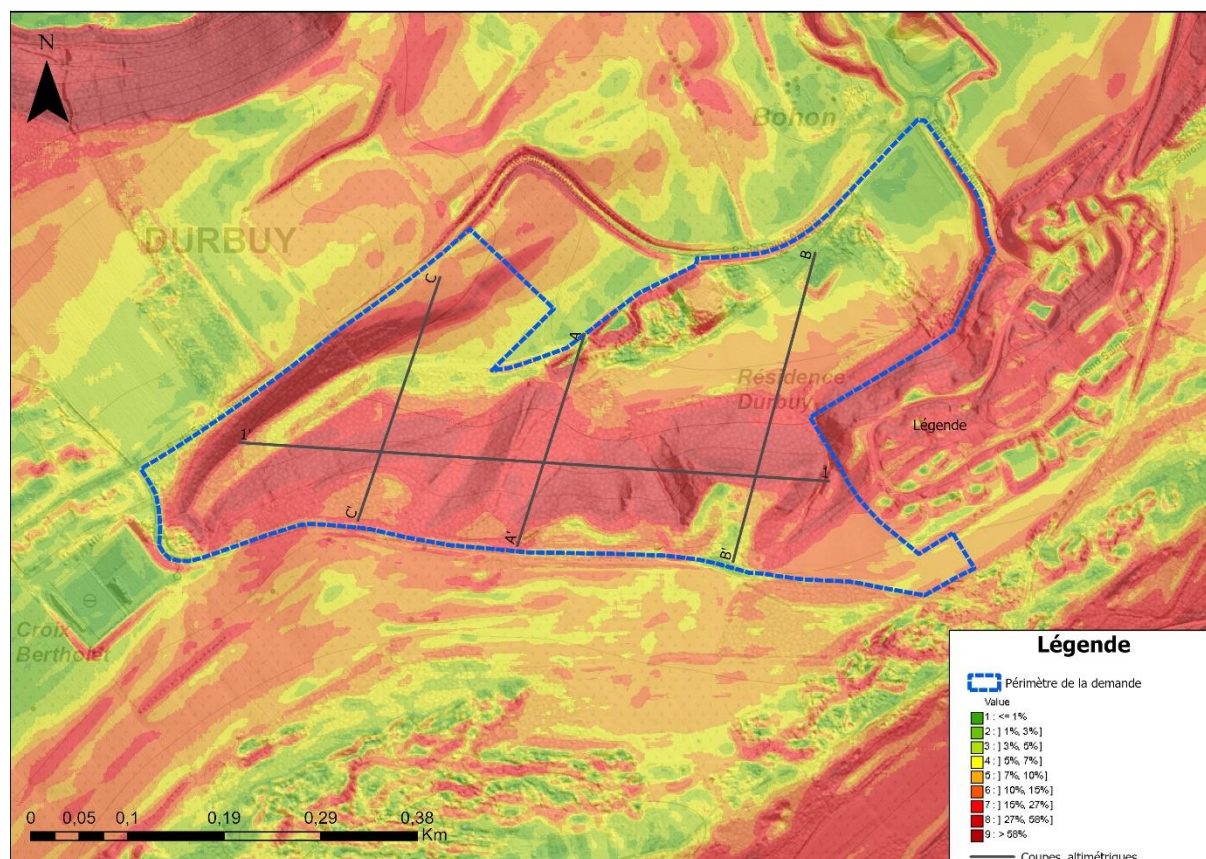 N
Bohon
DURBUY
B
C
A
Résidence
Durbuy
Légende
1'
1
C'
A'
B'
Croix
Bertholet
Légende
Périmètre de la demande
Value
1 : <= 1%
2 : ] 1%, 3%]
3 : ] 3%, 5%]
4 : ] 5%, 7%]
5 : ] 7%, 10%]
6 : ] 10%, 15%]
7 : ] 15%, 27%]
8 : ] 27%, 58%]
9 : > 58%
Coupes_altimétriques
0 0,05 0,1 0,19 0,29 0,38
Km